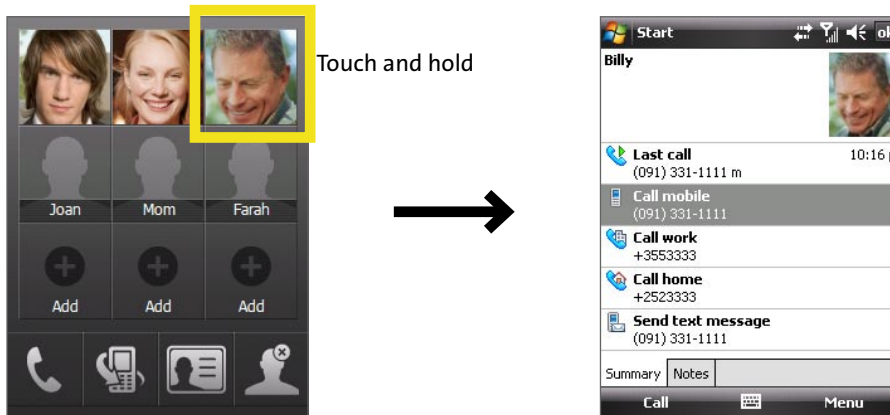 Touch and hold
Joan Mom Farah
Add Add Add
Start ok
Billy
Last call 10:16 p
(091) 331-1111 m
Call mobile
(091) 331-1111
Call work
+3553333
Call home
+2523333
Send text message
(091) 331-1111
Summary Notes
Call Menu